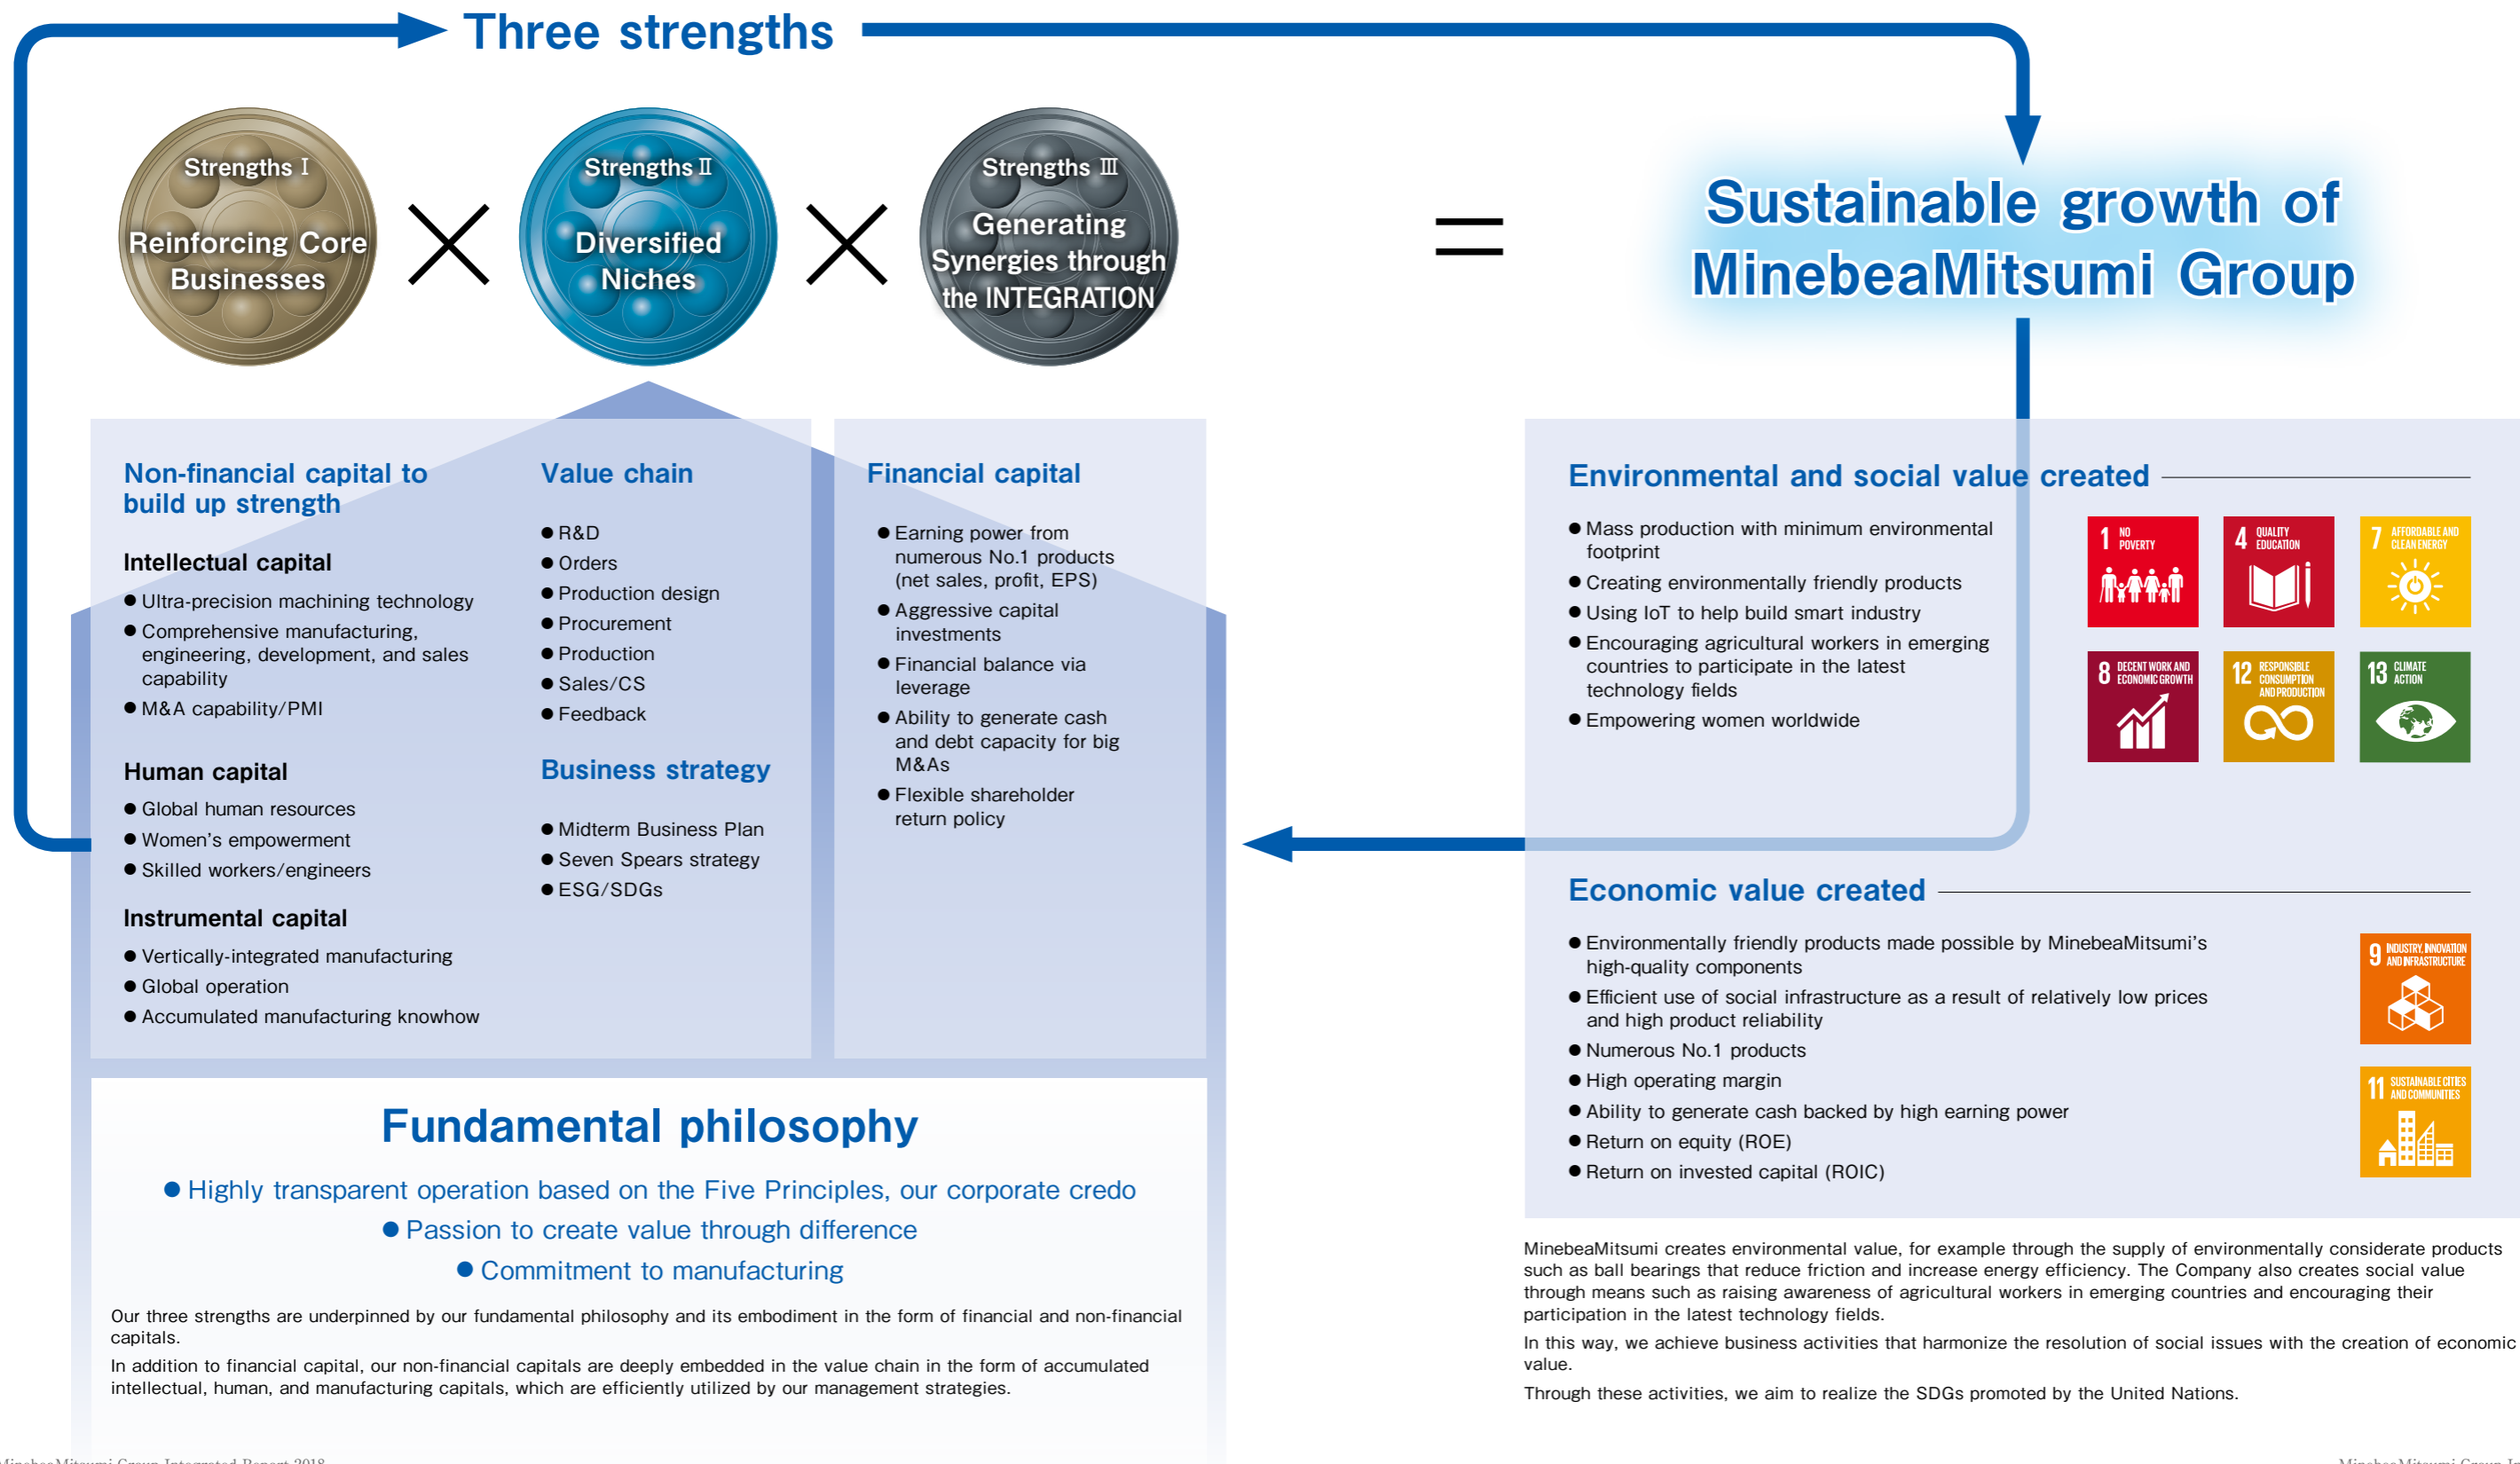 Three strengths
Strengths Ⅰ
Reinforcing Core
Businesses
Strengths Ⅱ
Diversified
Niches
Strengths Ⅲ
Generating
Synergies through
the INTEGRATION
Sustainable growth of
MinebeaMitsumi Group
Non-financial capital to
build up strength
Intellectual capital
● Ultra-precision machining technology
● Comprehensive manufacturing,
engineering, development, and sales
capability
● M&A capability/PMI
Human capital
● Global human resources
● Women's empowerment
● Skilled workers/engineers
Instrumental capital
● Vertically-integrated manufacturing
● Global operation
● Accumulated manufacturing knowhow
Value chain
● R&D
● Orders
● Production design
● Procurement
● Production
● Sales/CS
● Feedback
Business strategy
● Midterm Business Plan
● Seven Spears strategy
● ESG/SDGs
Financial capital
● Earning power from
numerous No.1 products
(net sales, profit, EPS)
● Aggressive capital
investments
● Financial balance via
leverage
● Ability to generate cash
and debt capacity for big
M&As
● Flexible shareholder
return policy
Fundamental philosophy
● Highly transparent operation based on the Five Principles, our corporate credo
● Passion to create value through difference
● Commitment to manufacturing
Our three strengths are underpinned by our fundamental philosophy and its embodiment in the form of financial and non-financial
capitals.
In addition to financial capital, our non-financial capitals are deeply embedded in the value chain in the form of accumulated
intellectual, human, and manufacturing capitals, which are efficiently utilized by our management strategies.
Environmental and social value created
● Mass production with minimum environmental
footprint
● Creating environmentally friendly products
● Using IoT to help build smart industry
● Encouraging agricultural workers in emerging
countries to participate in the latest
technology fields
● Empowering women worldwide
1 NO
POVERTY
4 QUALITY
EDUCATION
7 AFFORDABLE AND
CLEAN ENERGY
8 DECENT WORK AND
ECONOMIC GROWTH
12 RESPONSIBLE
CONSUMPTION
AND PRODUCTION
13 CLIMATE
ACTION
Economic value created
● Environmentally friendly products made possible by MinebeaMitsumi's
high-quality components
● Efficient use of social infrastructure as a result of relatively low prices
and high product reliability
● Numerous No.1 products
● High operating margin
● Ability to generate cash backed by high earning power
● Return on equity (ROE)
● Return on invested capital (ROIC)
9 INDUSTRY, INNOVATION
AND INFRASTRUCTURE
11 SUSTAINABLE CITIES
AND COMMUNITIES
MinebeaMitsumi creates environmental value, for example through the supply of environmentally considerate products
such as ball bearings that reduce friction and increase energy efficiency. The Company also creates social value
through means such as raising awareness of agricultural workers in emerging countries and encouraging their
participation in the latest technology fields.
In this way, we achieve business activities that harmonize the resolution of social issues with the creation of economic
value.
Through these activities, we aim to realize the SDGs promoted by the United Nations.